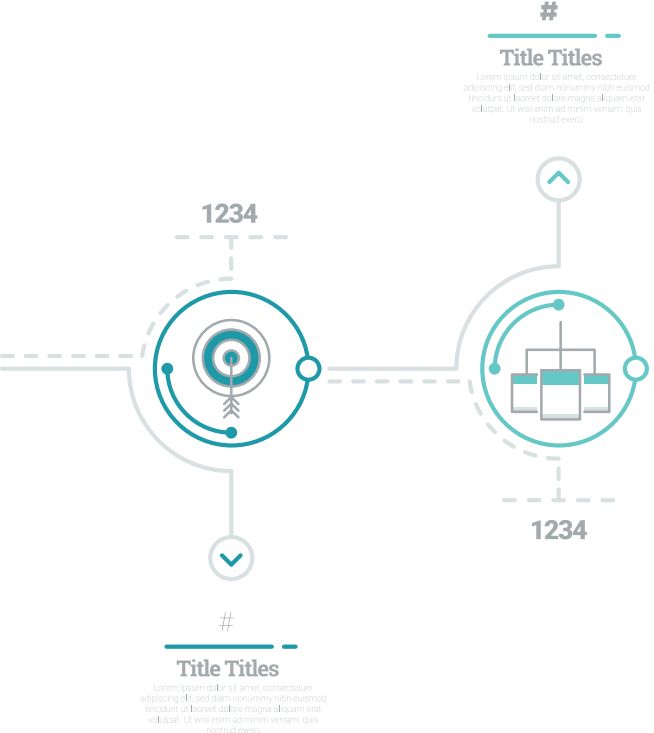 #
Title Titles
Lorem ipsum dolor sit amet, consectetuer
adipiscing elit, sed diam nonummy nibh euismod
tincidunt ut laoreet dolore magna aliquam erat
volutpat. Ut wisi enim ad minim veniam, quis
nostrud exerci
1234
1234
#
Title Titles
Lorem ipsum dolor sit amet, consectetuer
adipiscing elit, sed diam nonummy nibh euismod
tincidunt ut laoreet dolore magna aliquam erat
volutpat. Ut wisi enim ad minim veniam, quis
nostrud exerci